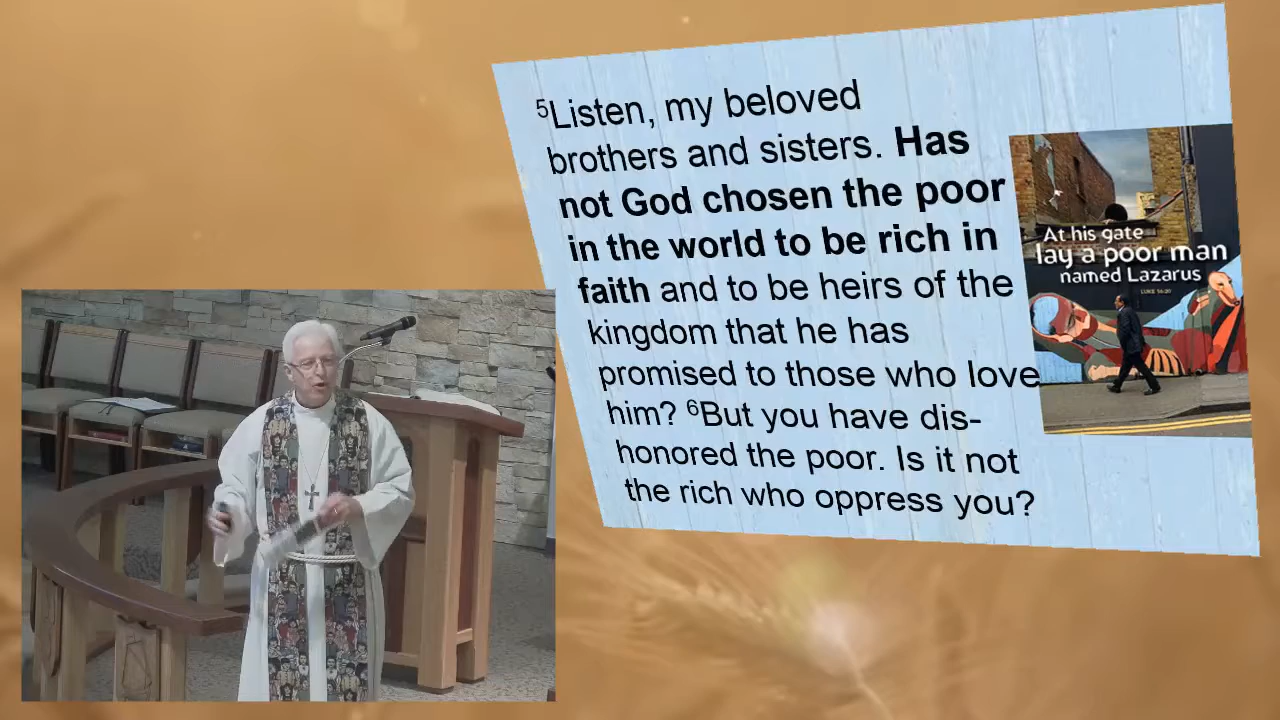 ⁵Listen, my beloved
brothers and sisters. Has
not God chosen the poor
in the world to be rich in
faith and to be heirs of the
kingdom that he has
promised to those who love
him? ⁶But you have dis-
honored the poor. Is it not
the rich who oppress you?
At his gate
lay a poor man
named Lazarus
LUKE 16:20